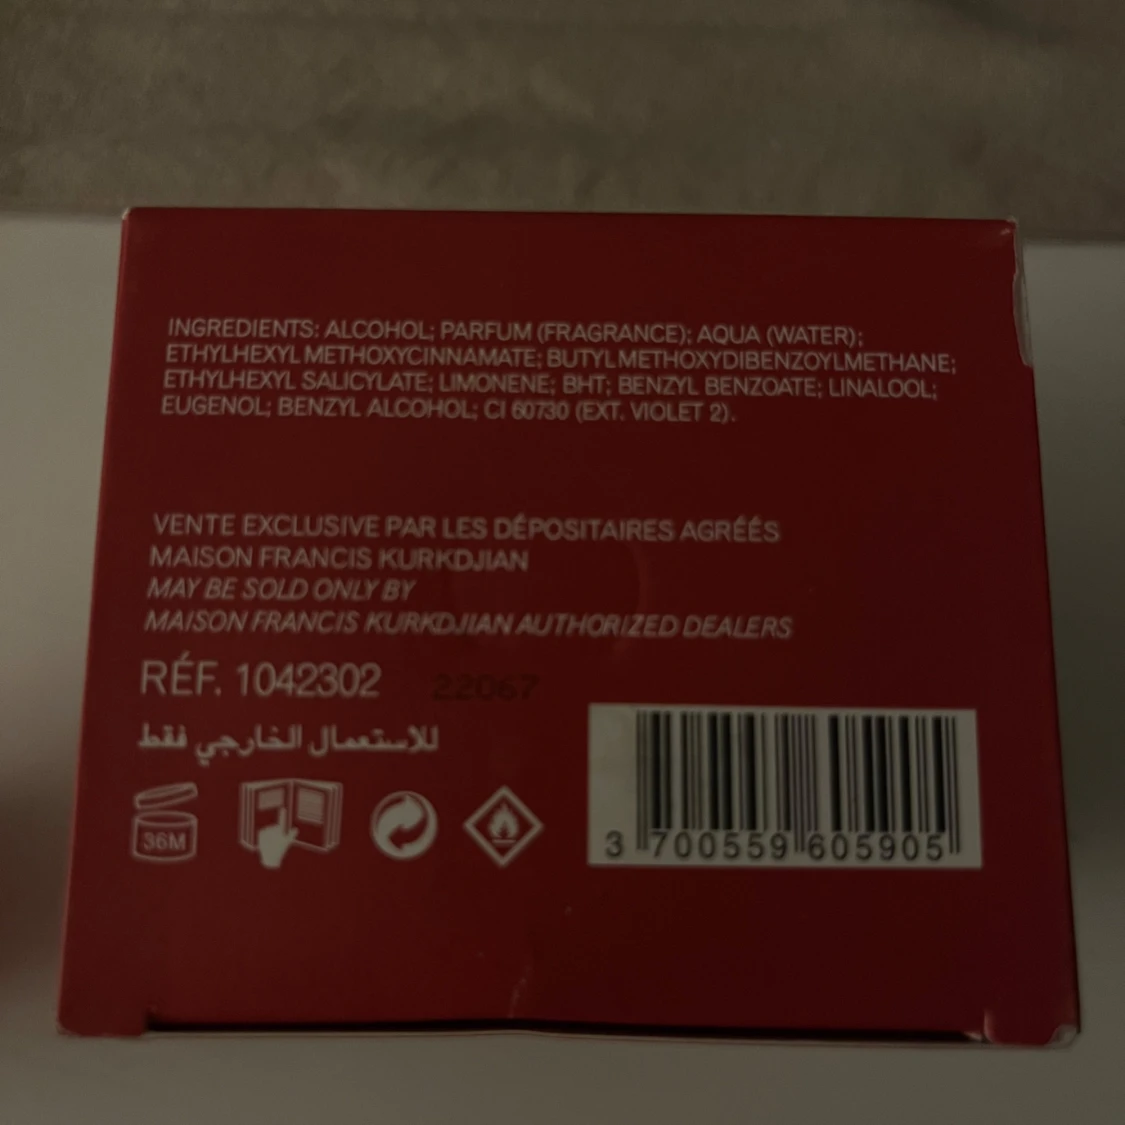 INGREDIENTS: ALCOHOL; PARFUM (FRAGRANCE); AQUA (WATER);
ETHYLHEXYL METHOXYCINNAMATE; BUTYL METHOXYDIBENZOYLMETHANE;
ETHYLHEXYL SALICYLATE; LIMONENE; BHT; BENZYL BENZOATE; LINALOOL;
EUGENOL; BENZYL ALCOHOL; CI 60730 (EXT. VIOLET 2).
VENTE EXCLUSIVE PAR LES DÉPOSITAIRES AGRÉÉS
MAISON FRANCIS KURKDJIAN
MAY BE SOLD ONLY BY
MAISON FRANCIS KURKDJIAN AUTHORIZED DEALERS
RÉF. 1042302 22067
للاستعمال الخارجي فقط
36M
3 700559 605905